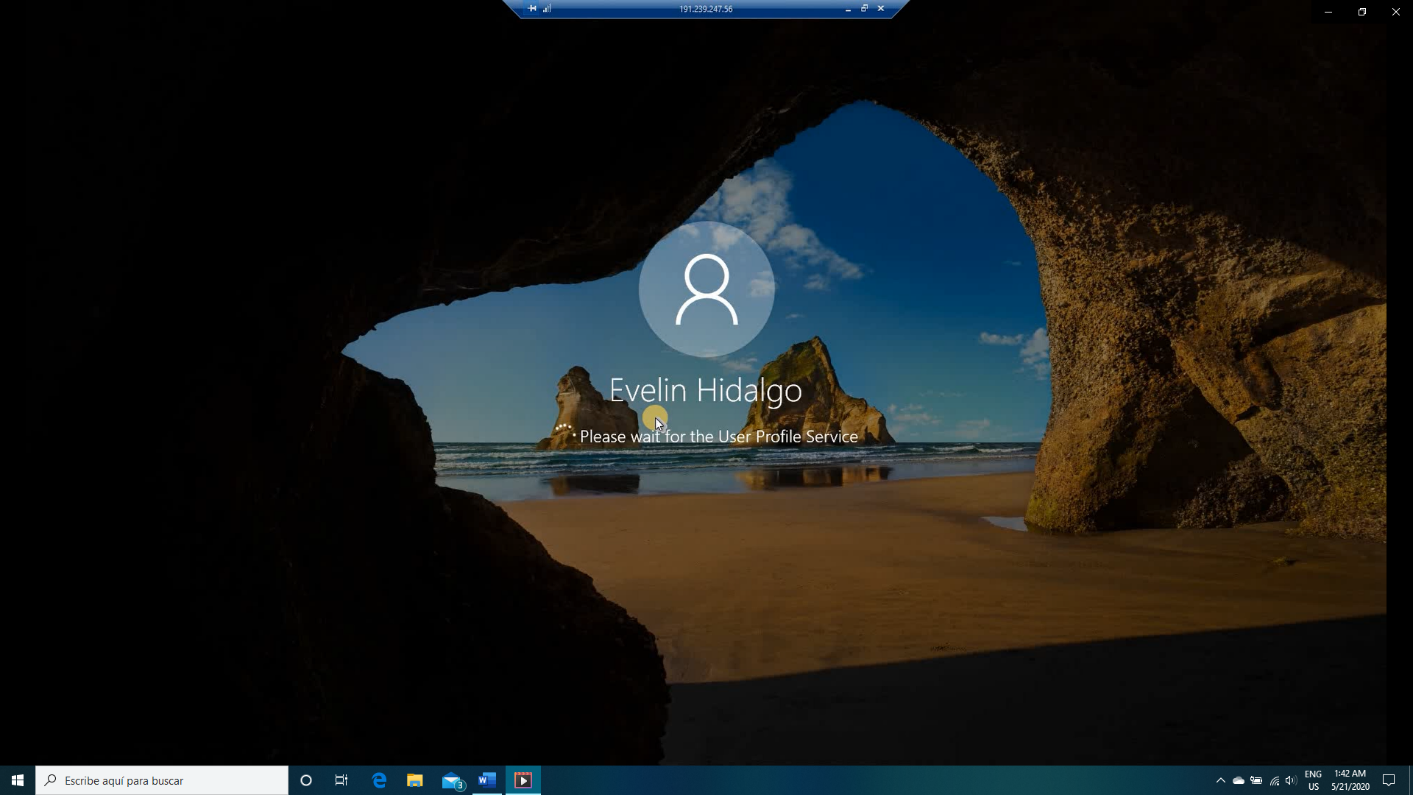 191.239.247.56
Evelin Hidalgo
Please wait for the User Profile Service
Escribe aquí para buscar
3
ENG
US
1:42 AM
5/21/2020